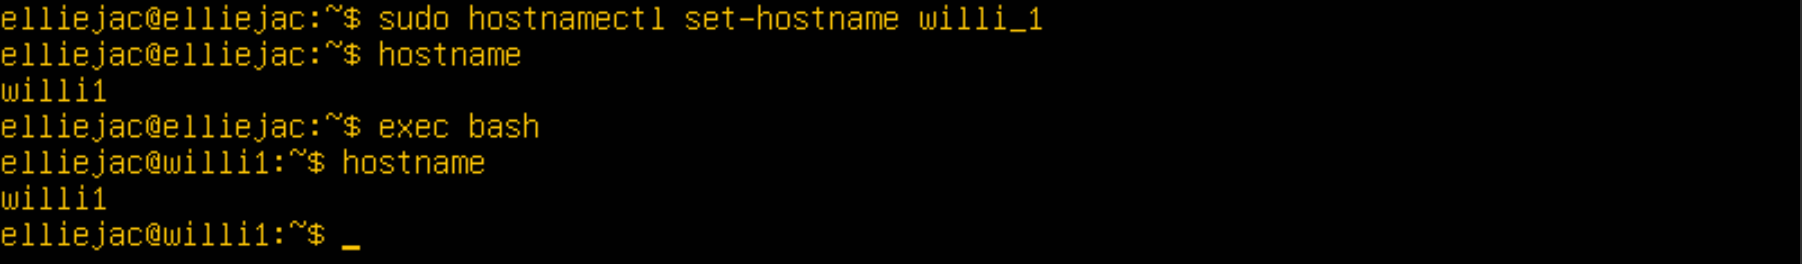 elliejac@elliejac:~$ sudo hostnamectl set-hostname willi_1
elliejac@elliejac:~$ hostname
willi1
elliejac@elliejac:~$ exec bash
elliejac@willi1:~$ hostname
willi1
elliejac@willi1:~$ _